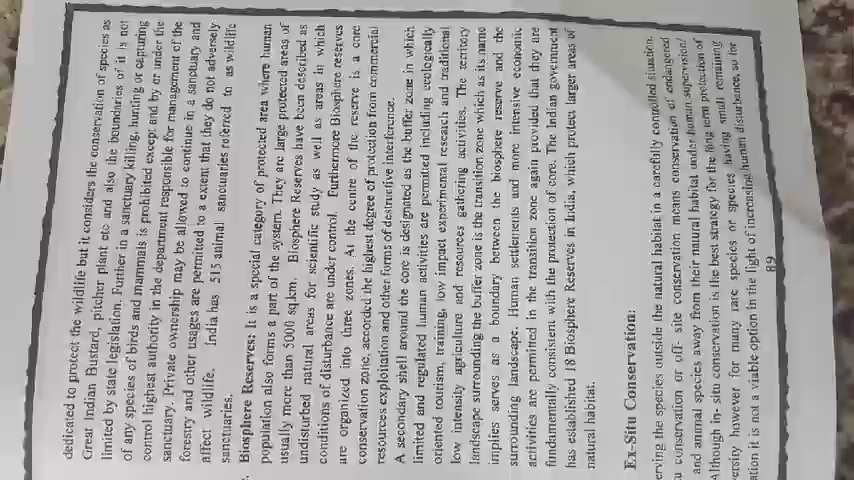 dedicated to protect the wildlife but it considers the conservation of species as
Great Indian Bustard, pitcher plant etc and also the boundaries of it is not
limited by state legislation. Further in a sanctuary killing, hunting or capturing
of any species of birds and mammals is prohibited except and by or under the
control highest authority in the department responsible for management of the
sanctuary. Private ownership may be allowed to continue in a sanctuary and
forestry and other usages are permitted to a extent that they do not adversely
affect wildlife. India has 515 animal sanctuaries referred to as wildlife
sanctuaries.
Biosphere Reserves: It is a special category of protected area where human
population also forms a part of the system. They are large protected areas of
usually more than 5000 sq.km. Biosphere Reserves have been described as
undisturbed natural areas for scientific study as well as areas in which
conditions of disturbance are under control. Furthermore Biosphere reserves
are organized into three zones. At the centre of the reserve is a core
conservation zone, accorded the highest degree of protection from commercial
resources exploitation and other forms of destructive interference.
A secondary shell around the core is designated as the buffer zone in which
limited and regulated human activities are permitted including ecologically
oriented tourism, training, low impact experimental research and traditional
low intensity agriculture and resources gathering activities. The territory
landscape surrounding the buffer zone is the transition zone which as its name
implies serves as a boundary between the biosphere reserve and the
surrounding landscape. Human settlements and more intensive economic
activities are permitted in the transition zone again provided that they are
fundamentally consistent with the protection of core. The Indian government
has established 18 Biosphere Reserves in India, which protect larger areas of
natural habitat.
Ex-Situ Conservation:
erving the species outside the natural habitat in a carefully controlled situation.
tu conservation or off- site conservation means conservation of endangered
and animal species away from their natural habitat under human supervision/
Although in- situ conservation is the best strategy for the long term protection of
versity however for many rare species or species having small remaining
ation it is not a viable option in the light of increasing human disturbance, so for
89